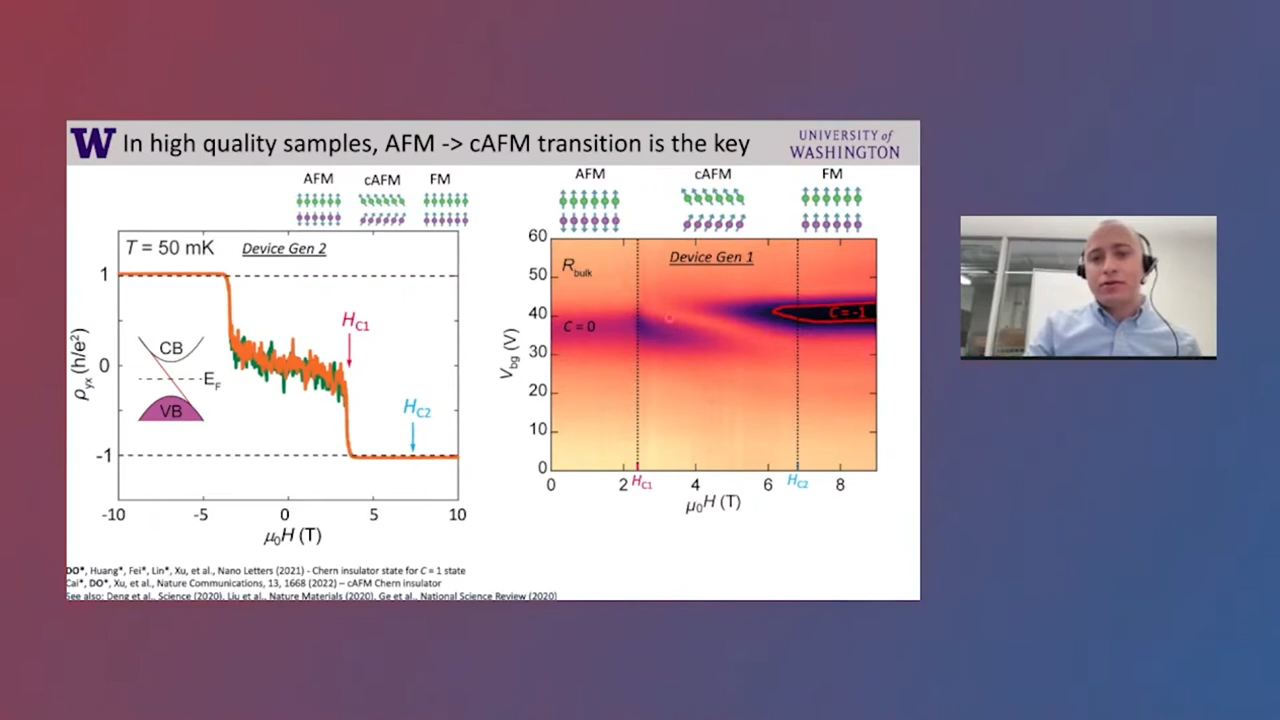 W In high quality samples, AFM -> cAFM transition is the key
UNIVERSITY of
WASHINGTON
AFM cAFM FM
T = 50 mK Device Gen 2
1
0
-1
ρyx (h/e²)
HC1
HC2
CB
EF
VB
-10 -5 0 5 10
μ0H (T)
AFM cAFM FM
60
50
40
30
20
10
0
Vbg (V)
Rbulk
Device Gen 1
C = 0
C = -1
0 2 HC1 4 6 HC2 8
μ0H (T)
DO*, Huang*, Fei*, Lin*, Xu, et al., Nano Letters (2021) - Chern insulator state for C = 1 state
Cai*, DO*, Xu, et al., Nature Communications, 13, 1668 (2022) – cAFM Chern insulator
See also: Deng et al., Science (2020), Liu et al., Nature Materials (2020), Ge et al., National Science Review (2020)